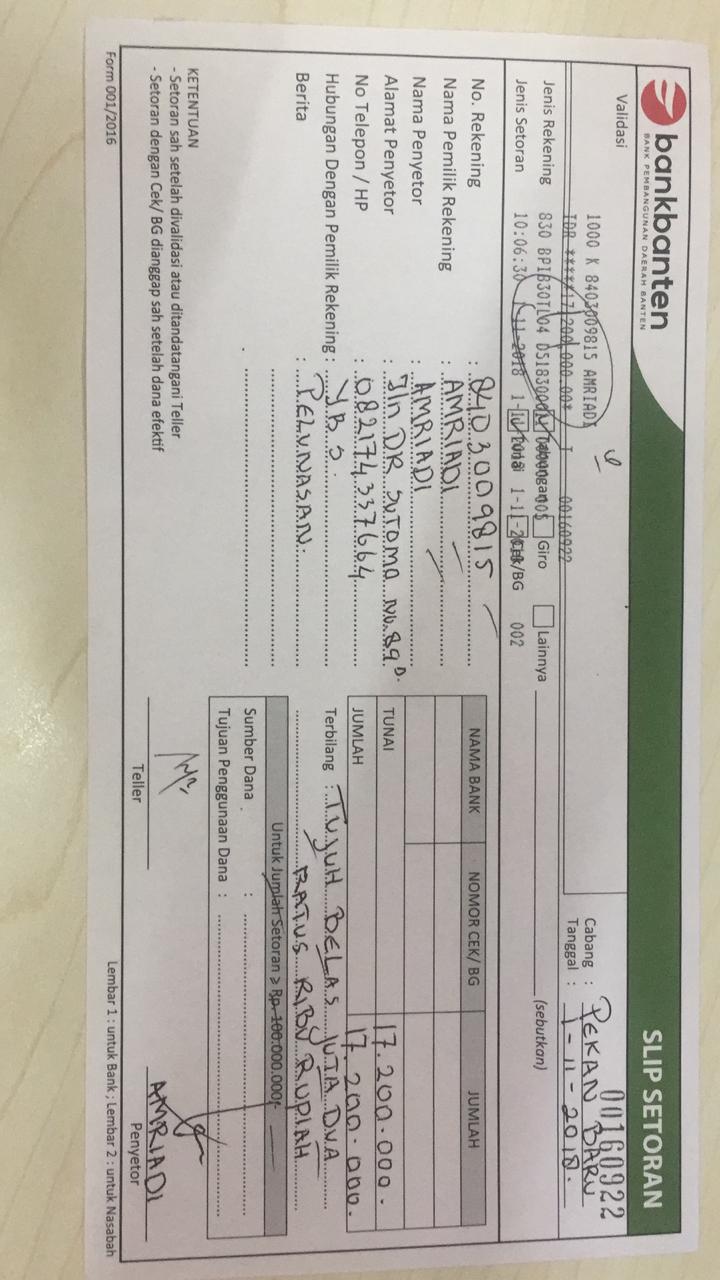 bankbanten
BANK PEMBANGUNAN DAERAH BANTEN
SLIP SETORAN
00160922
Validasi
1000 K 8403009815 AMRIADI
IDR *****17,200,000.00* 00160922
Cabang : PEKAN BARU
Tanggal : 1-11-2018.
Jenis Rekening 830 BPIB30TL04 Tabungan Giro Lainnya (sebutkan)
Jenis Setoran 10:06:30 1-11-2018 Tunai Cek/BG 002
No. Rekening : 8403009815
Nama Pemilik Rekening : AMRIADI
Nama Penyetor : AMRIADI
Alamat Penyetor : Jln DR SUTOMO No.89 D.
No Telepon / HP : 082174337664
Hubungan Dengan Pemilik Rekening : YBS.
Berita : PELUNASAN.
NAMA BANK NOMOR CEK/ BG JUMLAH
TUNAI 17.200.000.
JUMLAH 17.200.000.
Terbilang : TUJUH BELAS JUTA DUA
RATUS RIBU RUPIAH
Untuk Jumlah Setoran > Rp 100.000.000,-
Sumber Dana :
Tujuan Penggunaan Dana :
KETENTUAN
- Setoran sah setelah divalidasi atau ditandatangani Teller
- Setoran dengan Cek/ BG dianggap sah setelah dana efektif
AMRIADI
Teller Penyetor
Form 001/2016
Lembar 1 : untuk Bank ; Lembar 2 : untuk Nasabah